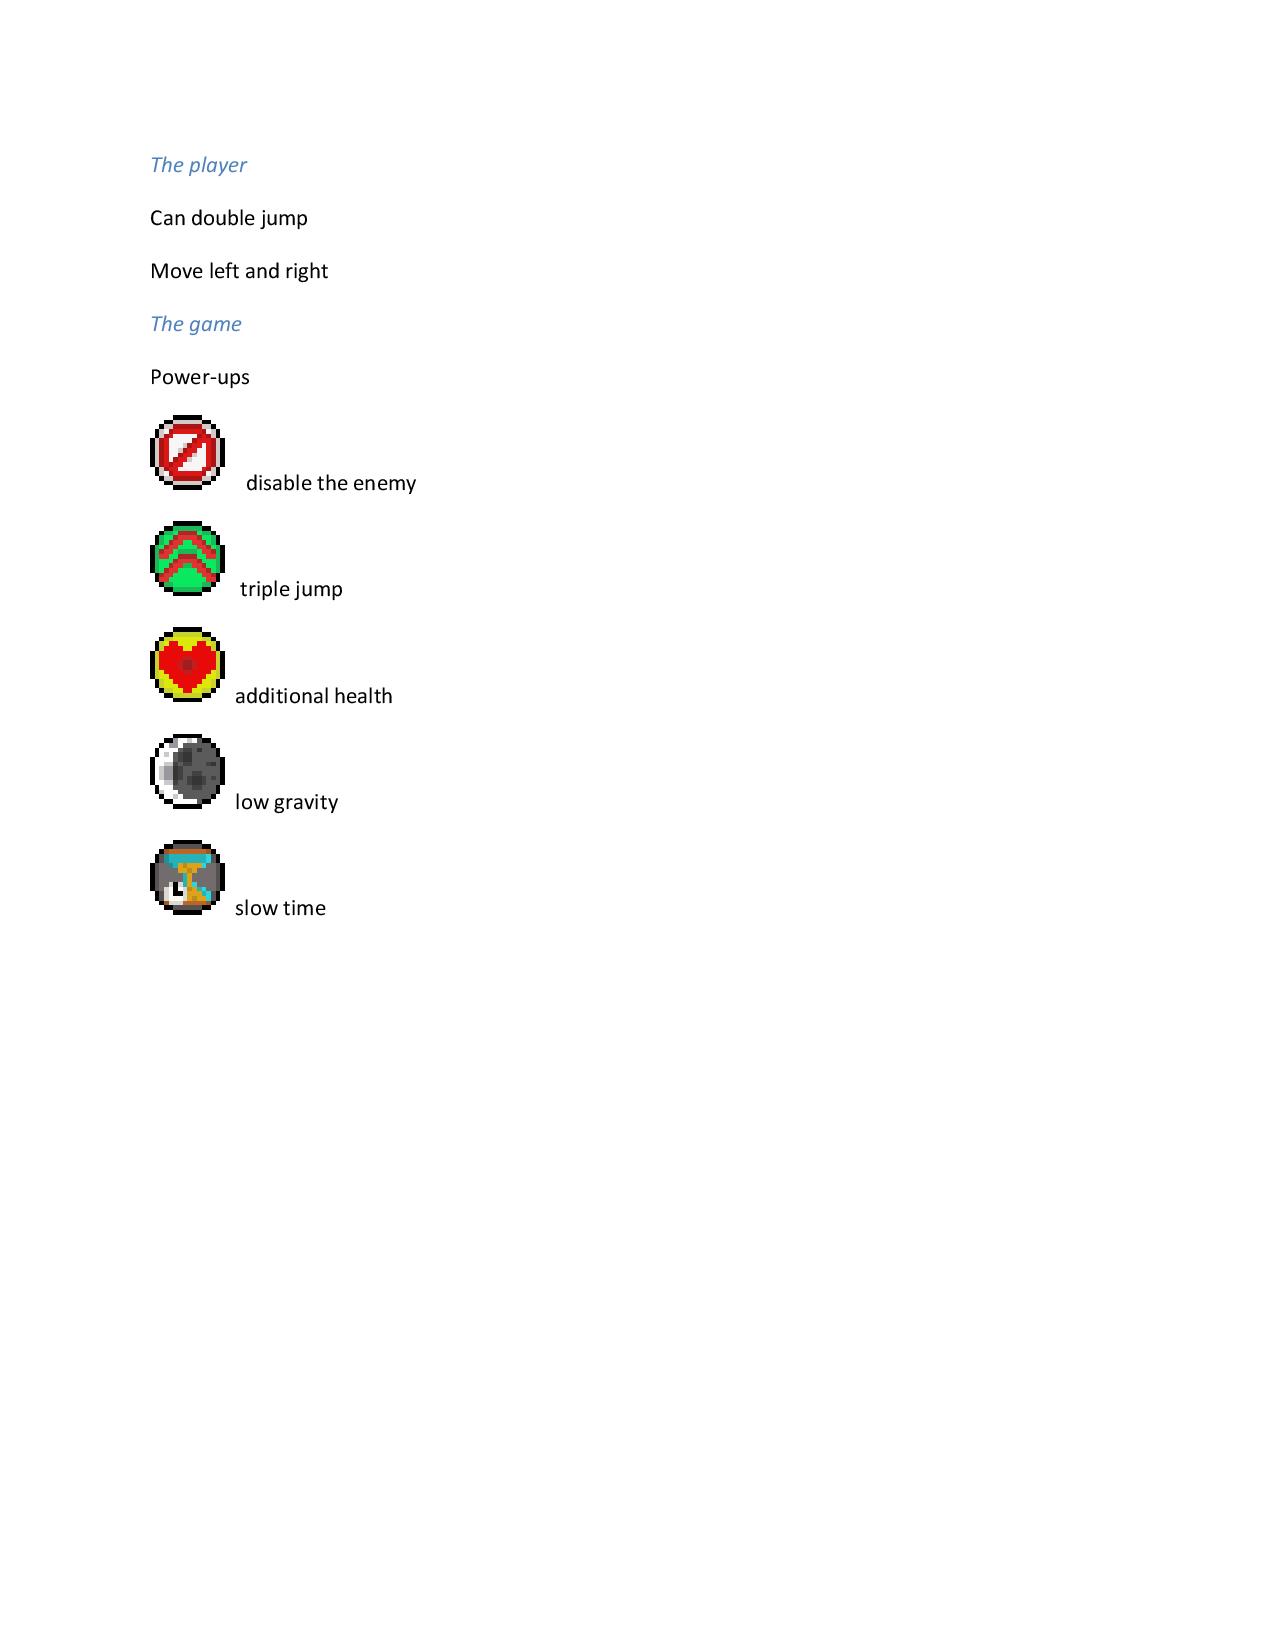 The player
Can double jump
Move left and right
The game
Power-ups
disable the enemy
triple jump
additional health
low gravity
slow time